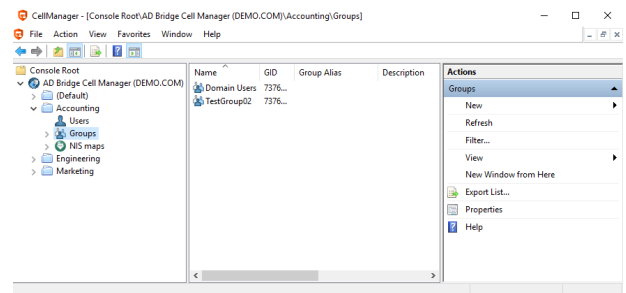 CellManager - [Console Root\AD Bridge Cell Manager (DEMO.COM)\Accounting\Groups]
File Action View Favorites Window Help
Console Root
AD Bridge Cell Manager (DEMO.COM)
(Default)
Accounting
Users
Groups
NIS maps
Engineering
Marketing
Name GID Group Alias Description
Domain Users 7376...
TestGroup02 7376...
Actions
Groups
New
Refresh
Filter...
View
New Window from Here
Export List...
Properties
Help